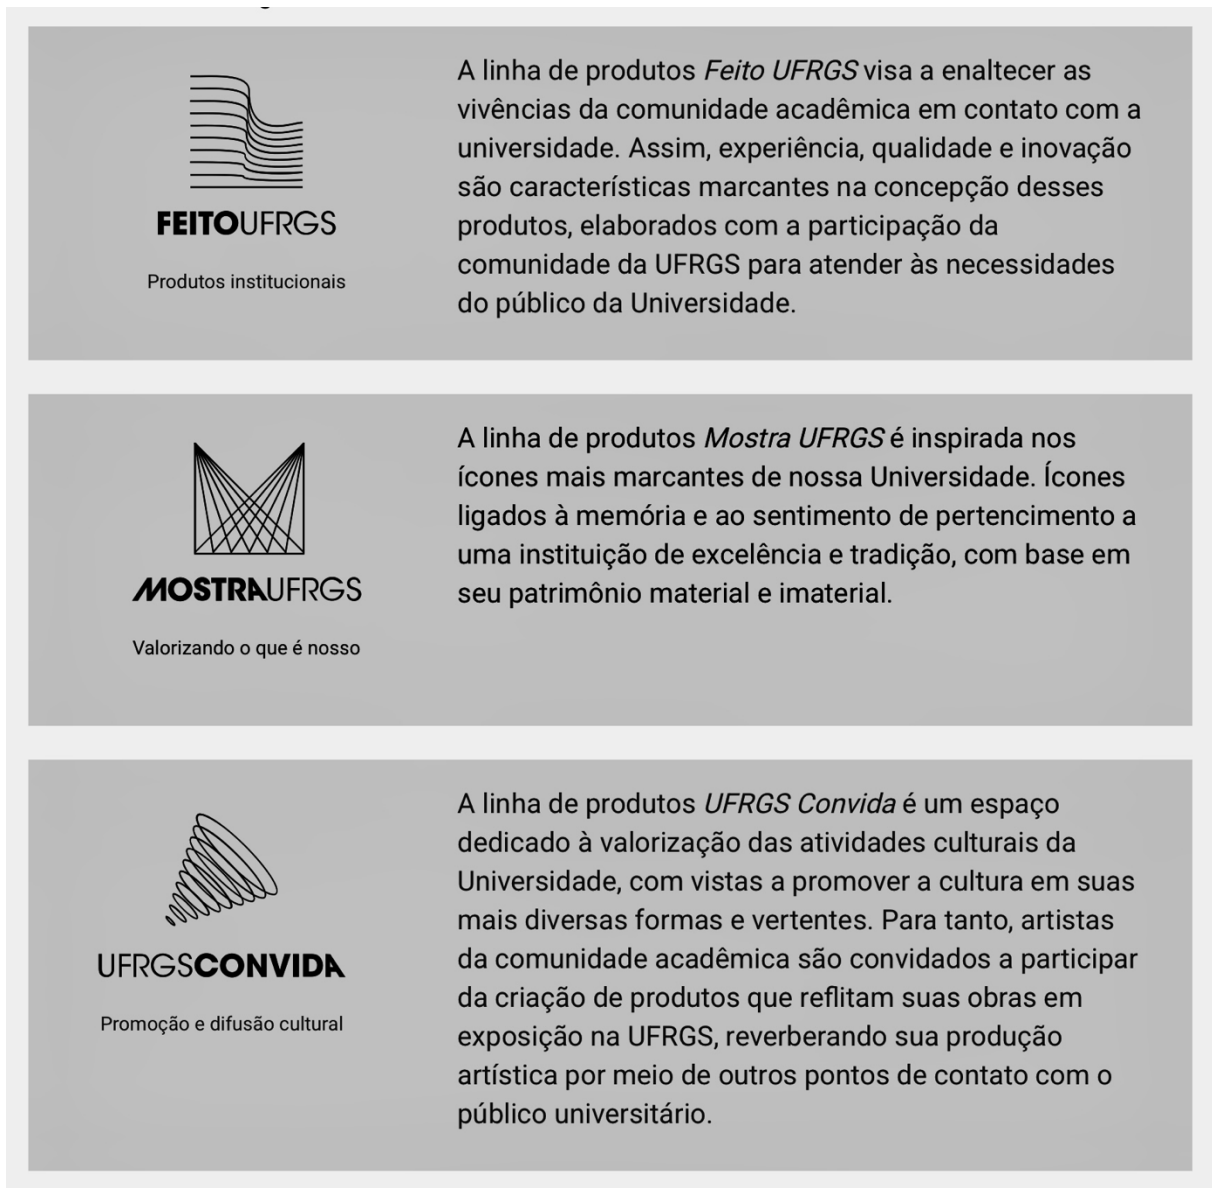 A linha de produtos Feito UFRGS visa a enaltecer as
vivências da comunidade acadêmica em contato com a
universidade. Assim, experiência, qualidade e inovação
são características marcantes na concepção desses
produtos, elaborados com a participação da
comunidade da UFRGS para atender às necessidades
do público da Universidade.
FEITOUFRGS
Produtos institucionais
A linha de produtos Mostra UFRGS é inspirada nos
ícones mais marcantes de nossa Universidade. Ícones
ligados à memória e ao sentimento de pertencimento a
uma instituição de excelência e tradição, com base em
seu patrimônio material e imaterial.
MOSTRAUFRGS
Valorizando o que é nosso
A linha de produtos UFRGS Convida é um espaço
dedicado à valorização das atividades culturais da
Universidade, com vistas a promover a cultura em suas
mais diversas formas e vertentes. Para tanto, artistas
da comunidade acadêmica são convidados a participar
da criação de produtos que reflitam suas obras em
exposição na UFRGS, reverberando sua produção
artística por meio de outros pontos de contato com o
público universitário.
UFRGSCONVIDA
Promoção e difusão cultural